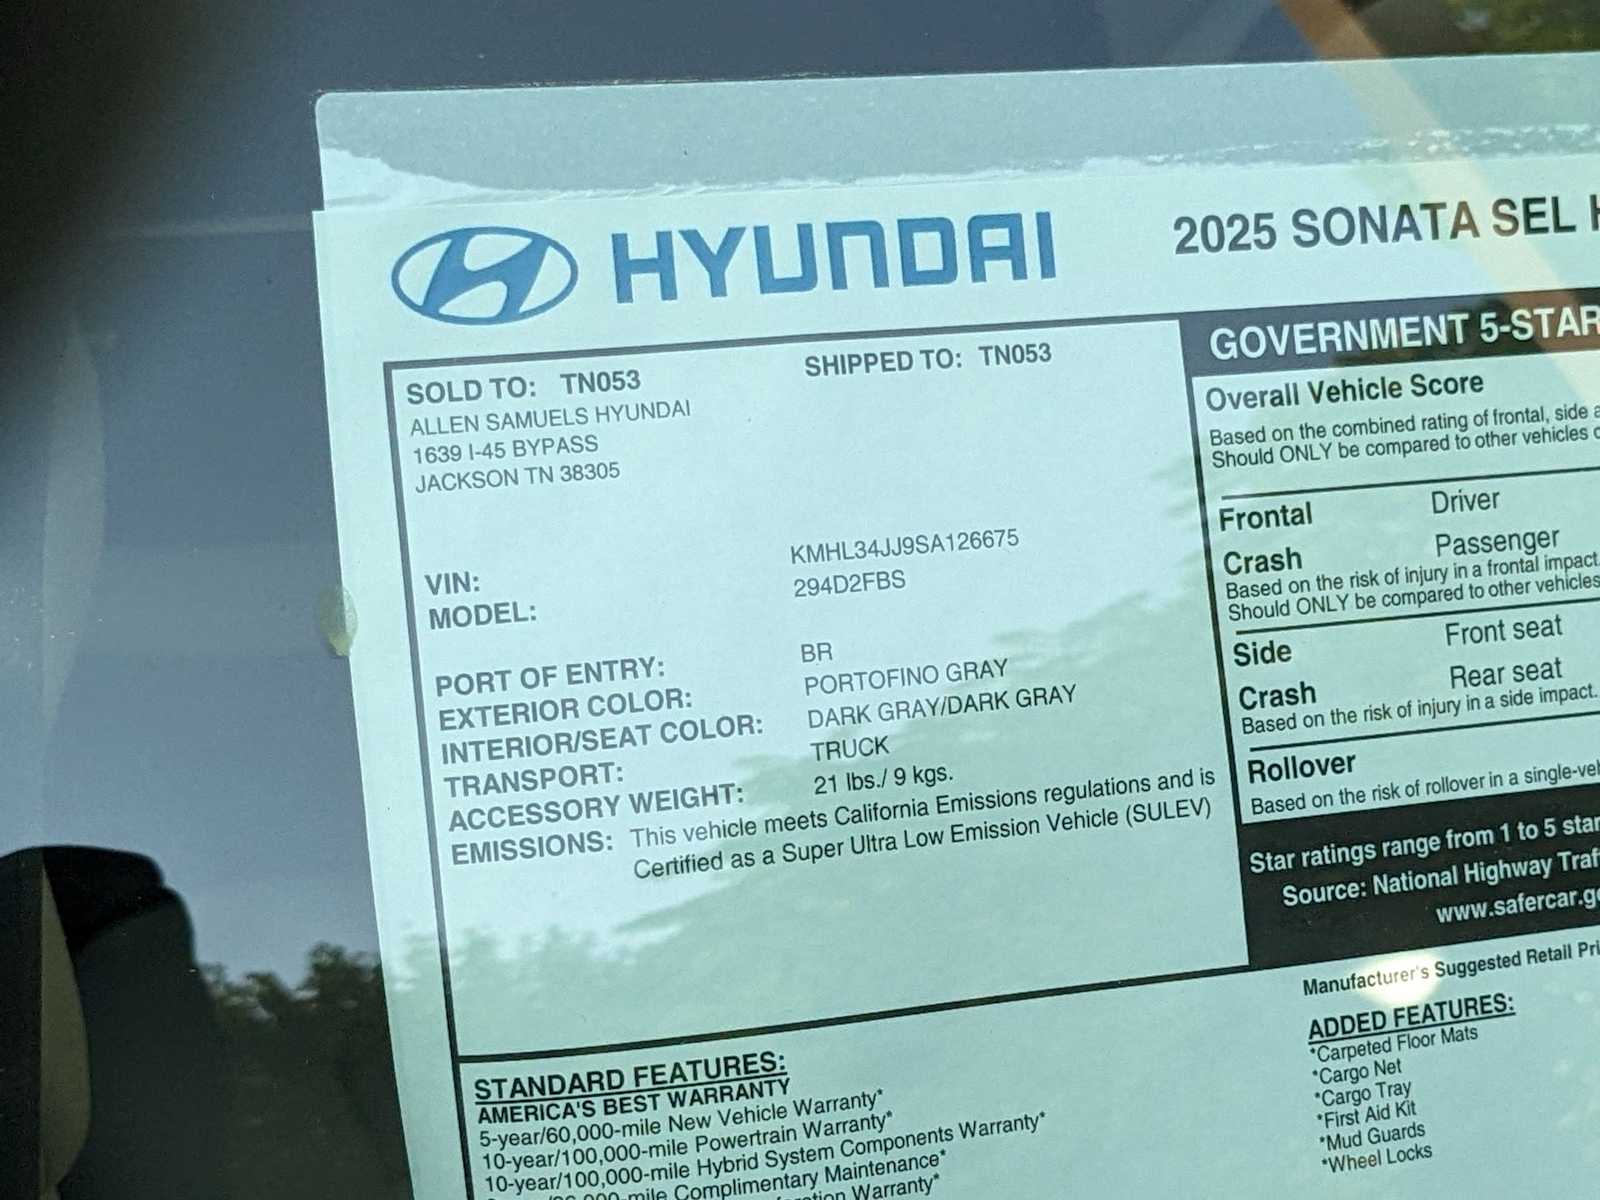 HYUNDAI
2025 SONATA SEL
SOLD TO: TN053
ALLEN SAMUELS HYUNDAI
1639 I-45 BYPASS
JACKSON TN 38305
SHIPPED TO: TN053
VIN: KMHL34JJ9SA126675
MODEL: 294D2FBS
PORT OF ENTRY: BR
EXTERIOR COLOR: PORTOFINO GRAY
INTERIOR/SEAT COLOR: DARK GRAY/DARK GRAY
TRANSPORT: TRUCK
ACCESSORY WEIGHT: 21 lbs./ 9 kgs.
EMISSIONS: This vehicle meets California Emissions regulations and is
Certified as a Super Ultra Low Emission Vehicle (SULEV)
GOVERNMENT 5-STAR
Overall Vehicle Score
Based on the combined rating of frontal, side
Should ONLY be compared to other vehicles
Frontal Driver
Crash Passenger
Based on the risk of injury in a frontal impact.
Should ONLY be compared to other vehicles
Side Front seat
Crash Rear seat
Based on the risk of injury in a side impact.
Rollover
Based on the risk of rollover in a single-
Star ratings range from 1 to 5
Source: National Highway
www.safercar.
Manufacturer's Suggested Retail
ADDED FEATURES:
*Carpeted Floor Mats
*Cargo Net
*Cargo Tray
*First Aid Kit
*Mud Guards
*Wheel Locks
STANDARD FEATURES:
AMERICA'S BEST WARRANTY
5-year/60,000-mile New Vehicle Warranty*
10-year/100,000-mile Powertrain Warranty*
10-year/100,000-mile Hybrid System Components Warranty*
Complimentary Maintenance*
Warranty*